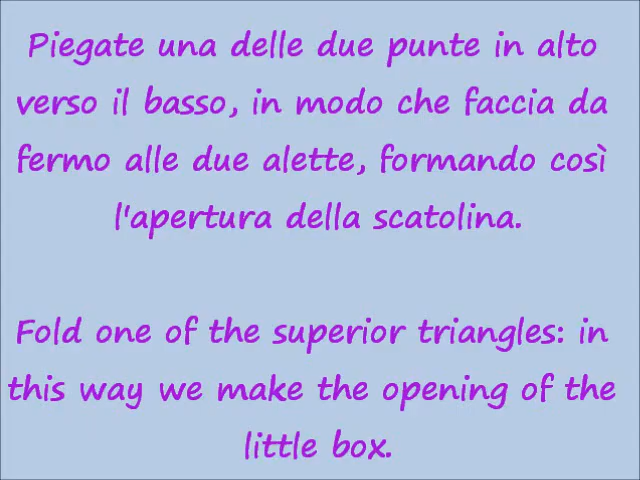 Piegate una delle due punte in alto
verso il basso, in modo che faccia da
fermo alle due alette, formando così
l'apertura della scatolina.
Fold one of the superior triangles: in
this way we make the opening of the
little box.